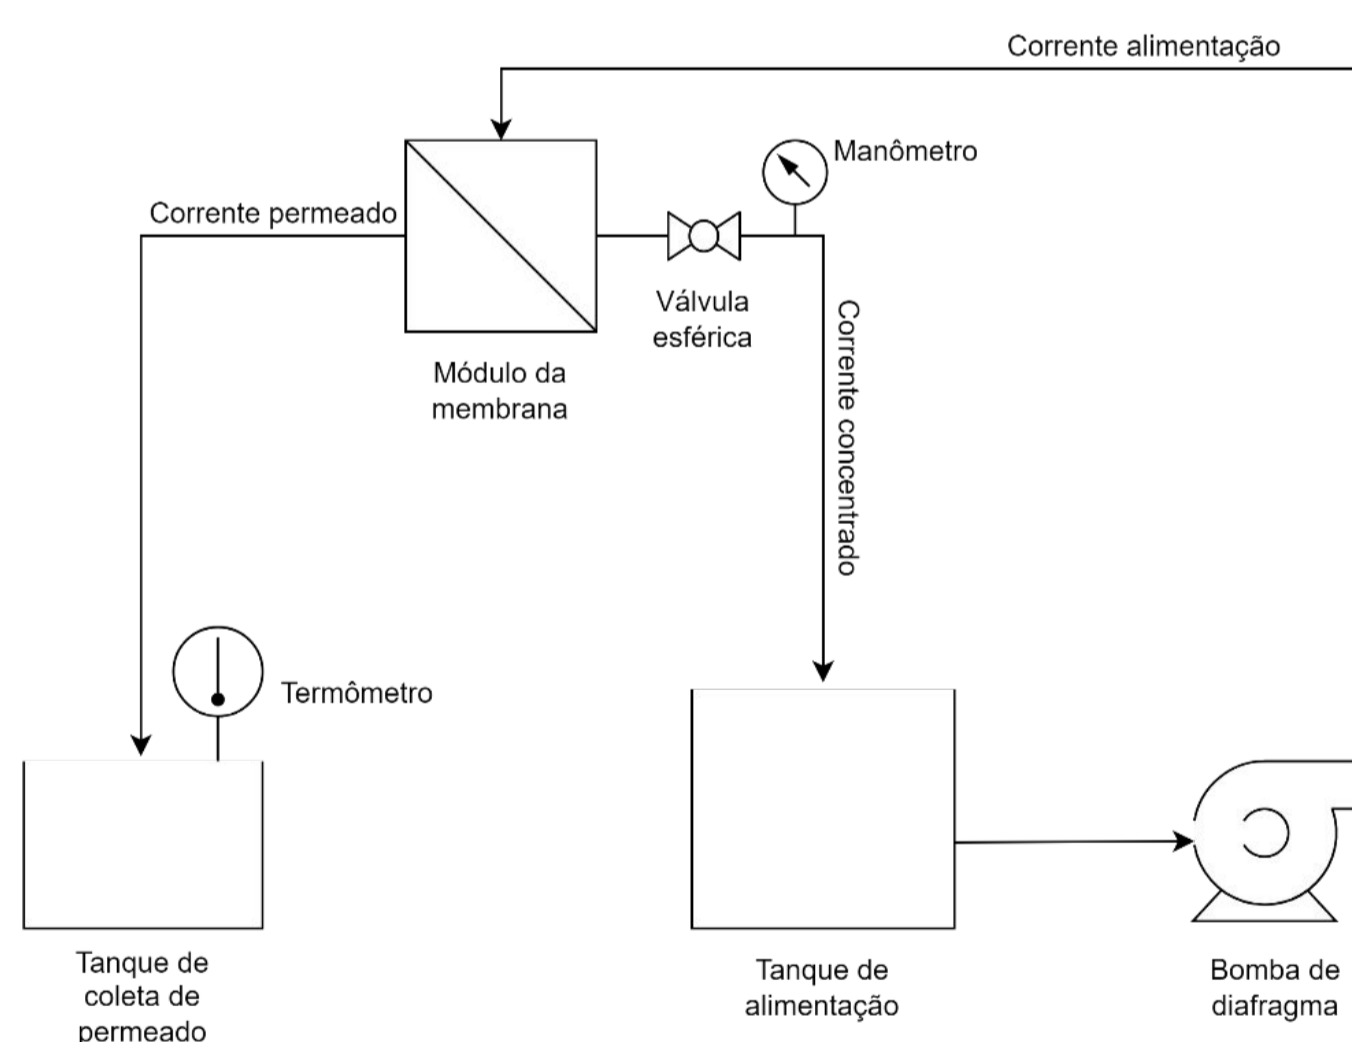 Corrente alimentação
Manômetro
Corrente permeado
Válvula
esférica
Corrente concentrado
Módulo da
membrana
Termômetro
Tanque de
coleta de
permeado
Tanque de
alimentação
Bomba de
diafragma